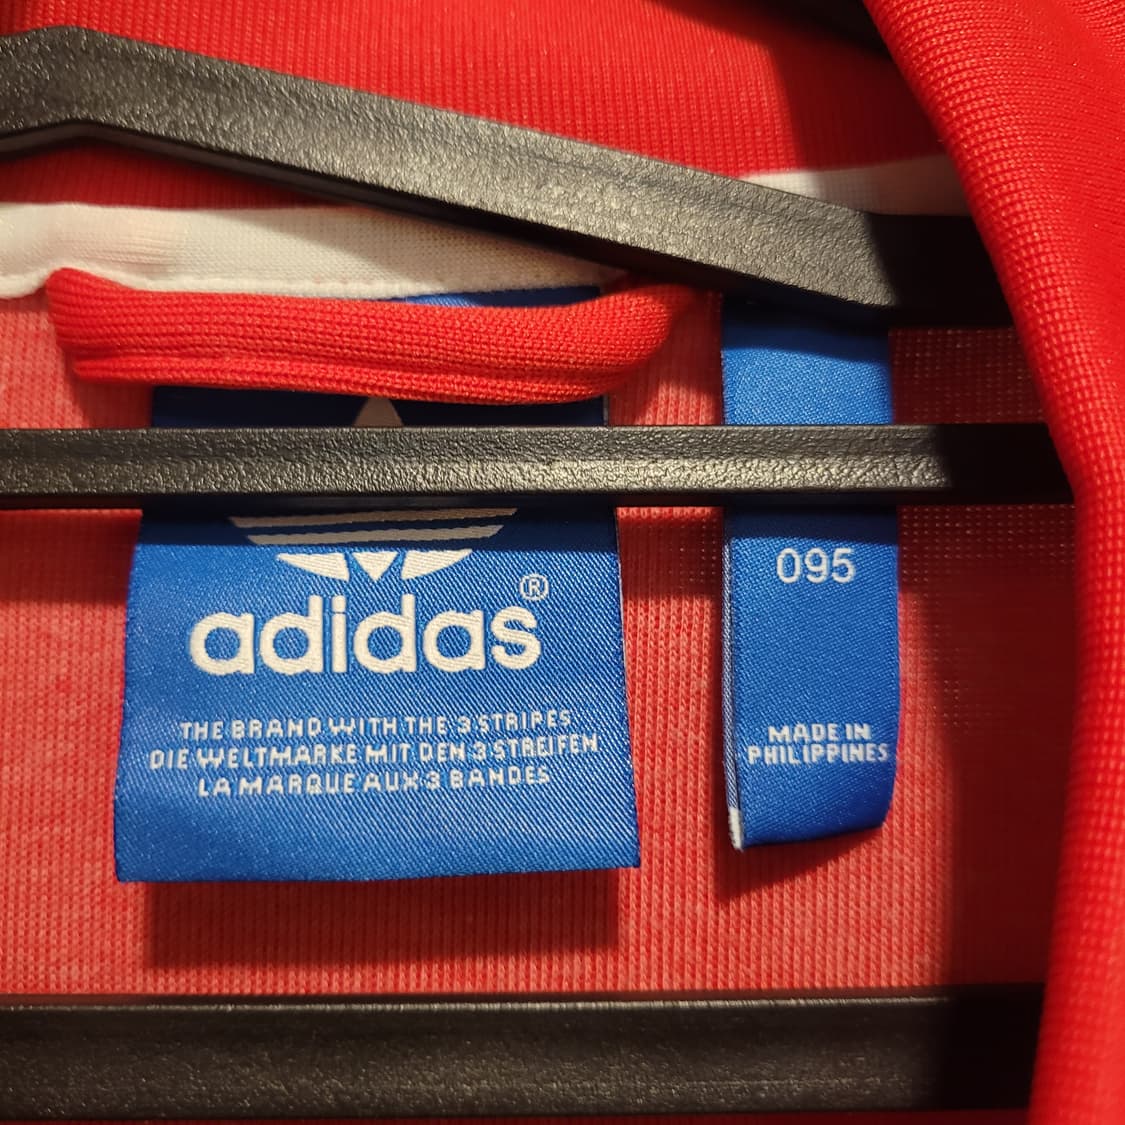 adidas®
THE BRAND WITH THE 3 STRIPES
DIE WELTMARKE MIT DEN 3 STREIFEN
LA MARQUE AUX 3 BANDES
095
MADE IN
PHILIPPINES